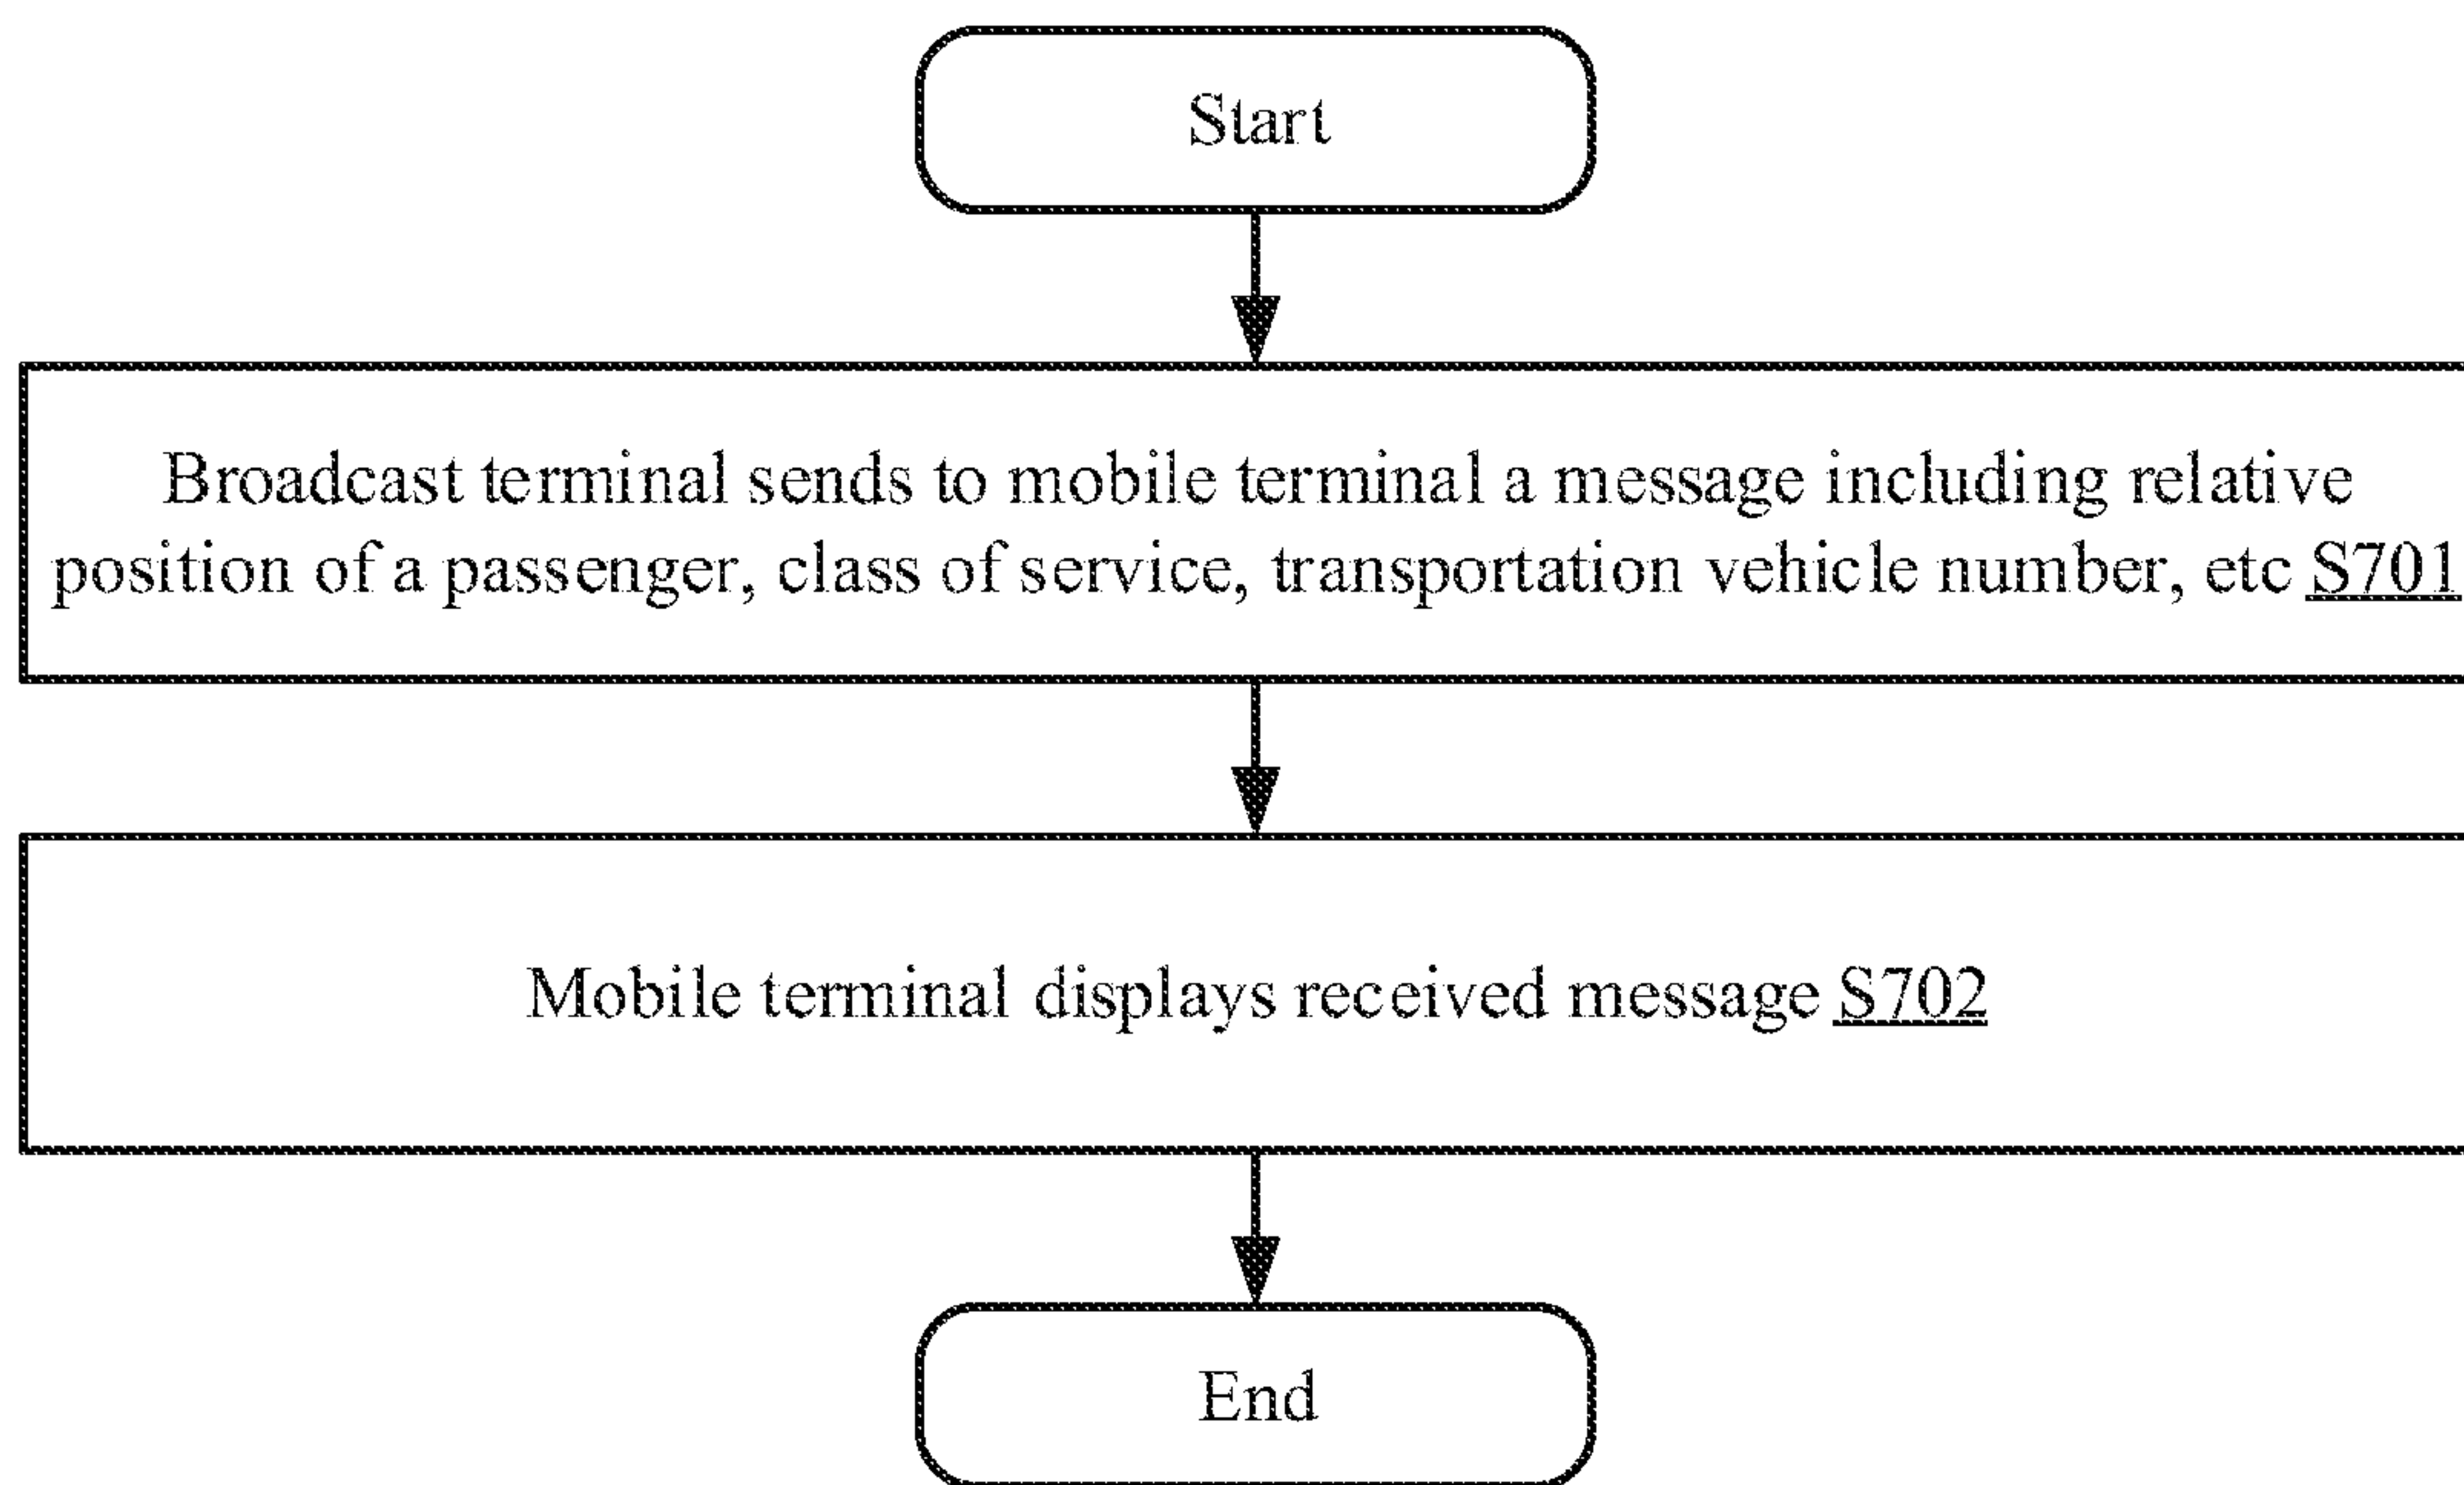 Start
Broadcast terminal sends to mobile terminal a message including relative
position of a passenger, class of service, transportation vehicle number, etc S701
Mobile terminal displays received message S702
End